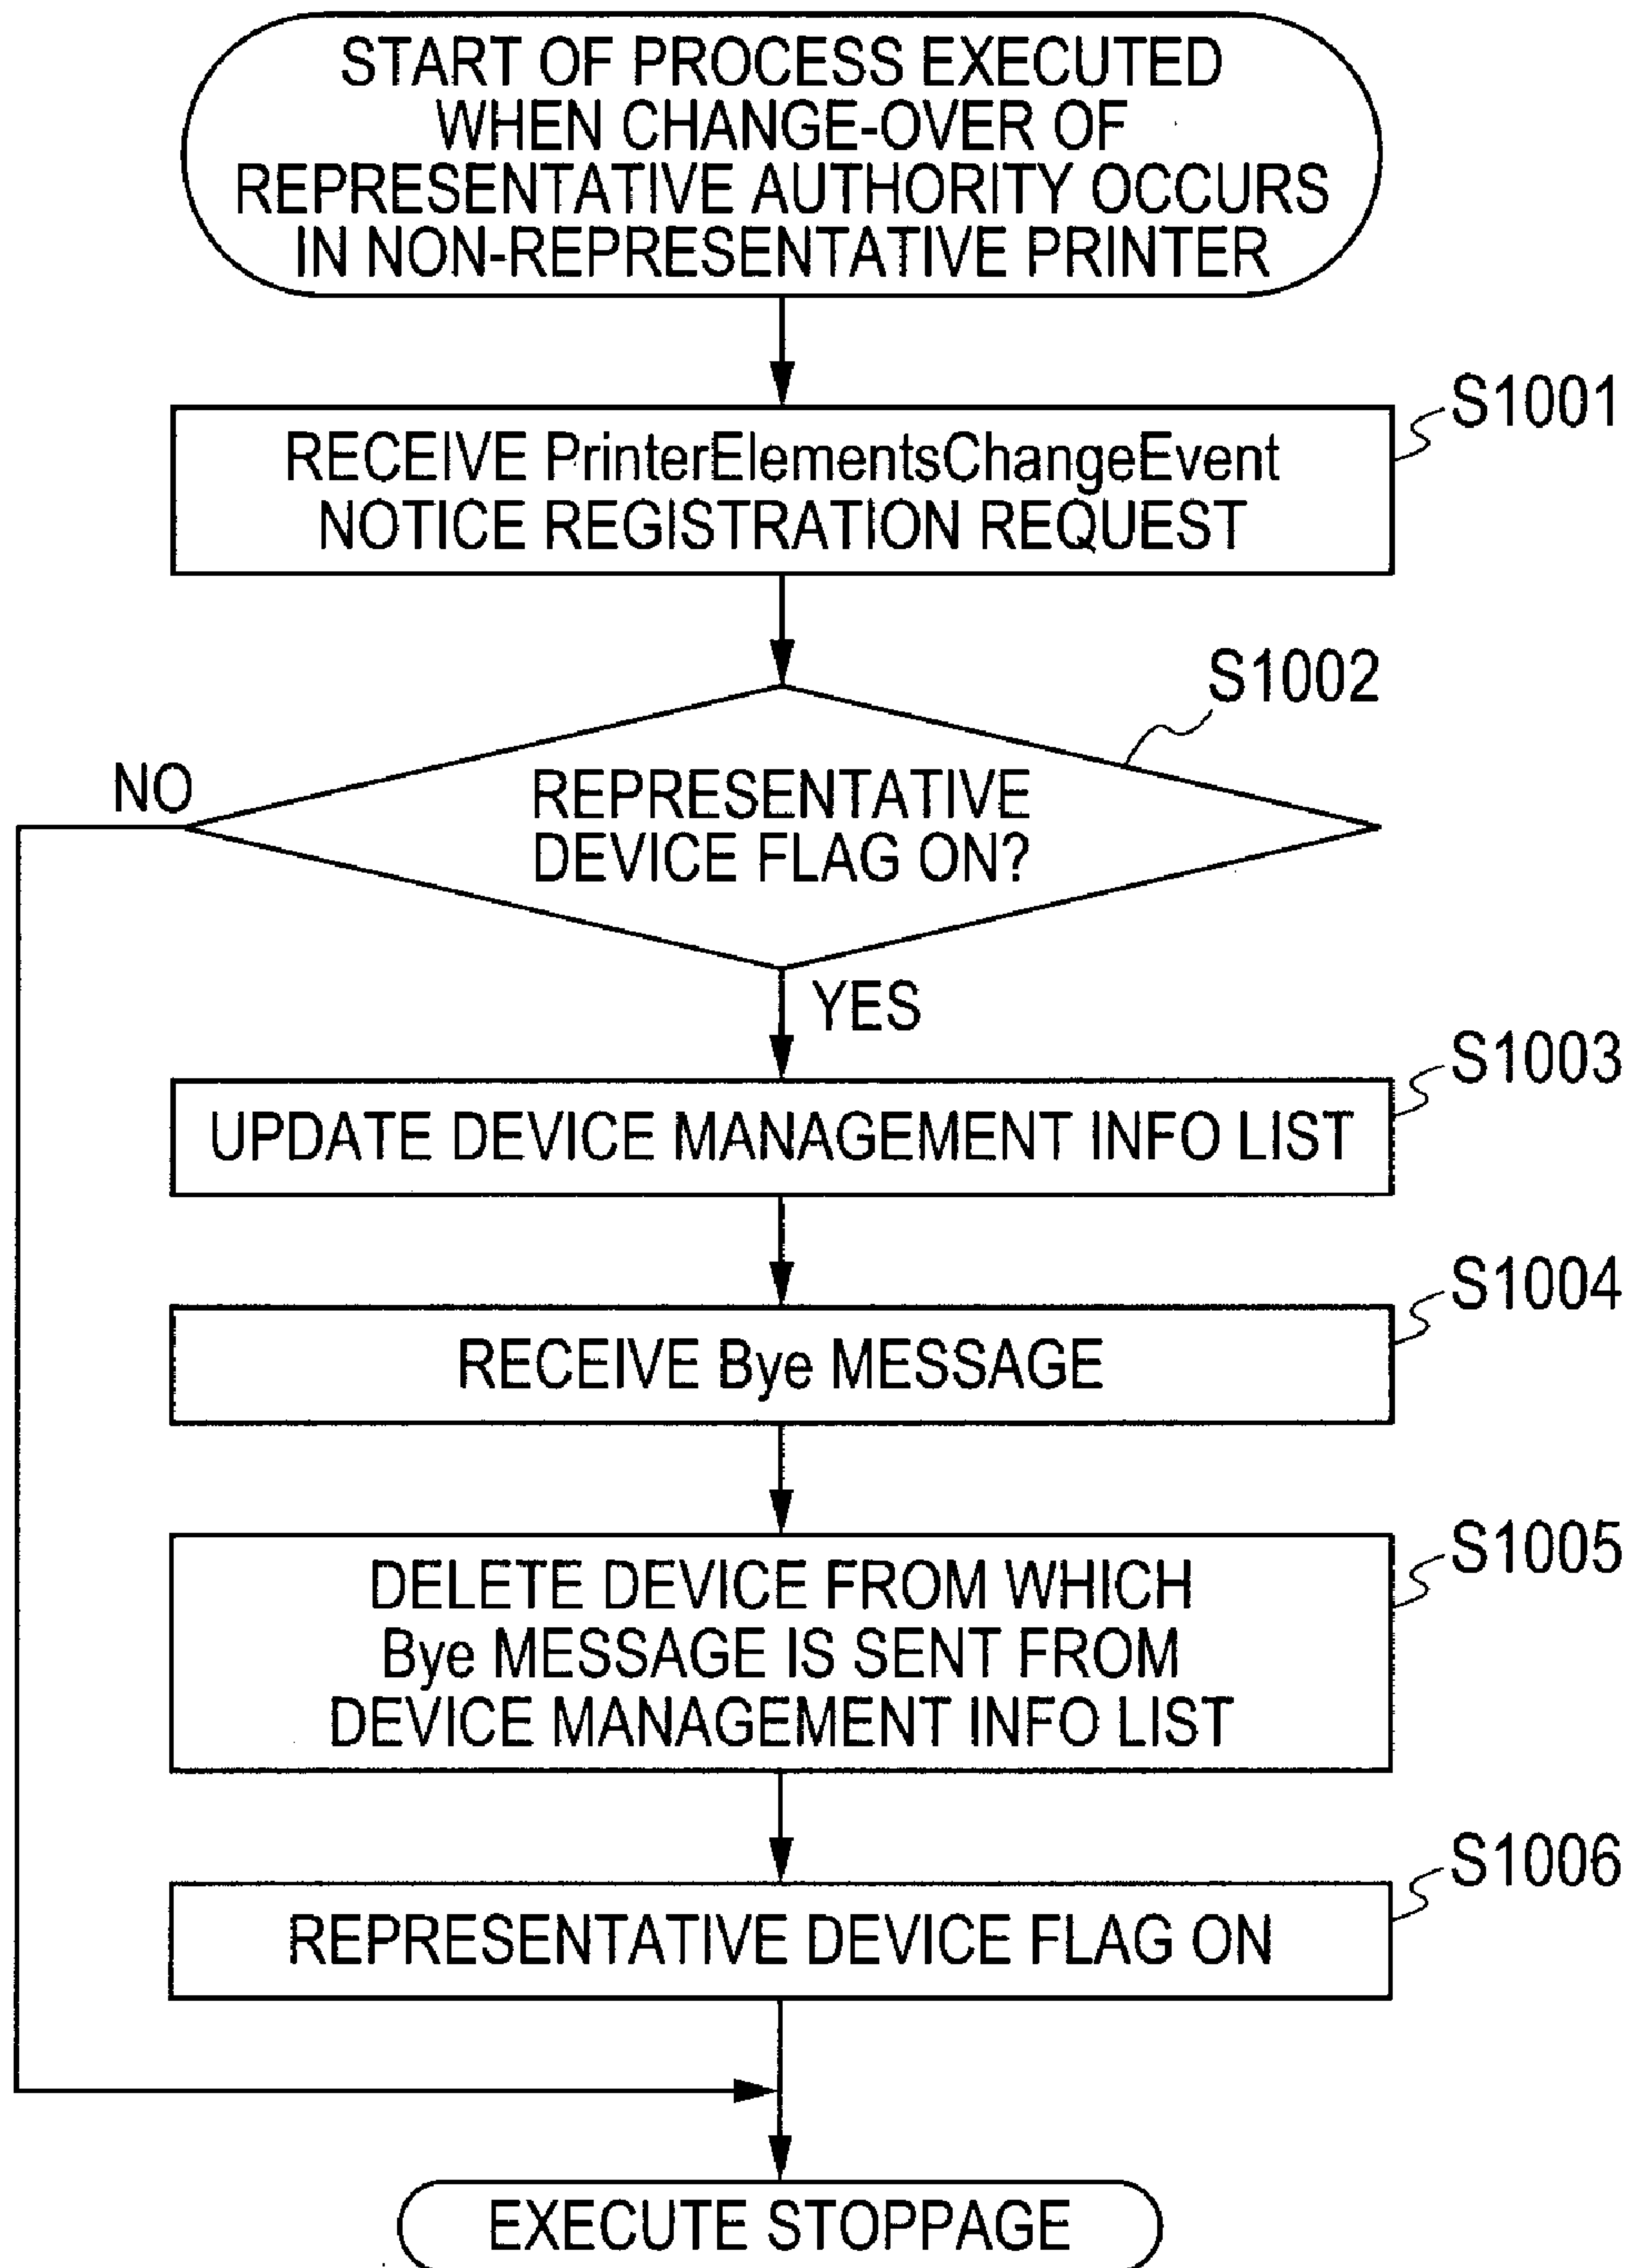 START OF PROCESS EXECUTED
WHEN CHANGE-OVER OF
REPRESENTATIVE AUTHORITY OCCURS
IN NON-REPRESENTATIVE PRINTER
S1001
RECEIVE PrinterElementsChangeEvent
NOTICE REGISTRATION REQUEST
S1002
NO
REPRESENTATIVE
DEVICE FLAG ON?
YES
S1003
UPDATE DEVICE MANAGEMENT INFO LIST
S1004
RECEIVE Bye MESSAGE
S1005
DELETE DEVICE FROM WHICH
Bye MESSAGE IS SENT FROM
DEVICE MANAGEMENT INFO LIST
S1006
REPRESENTATIVE DEVICE FLAG ON
EXECUTE STOPPAGE